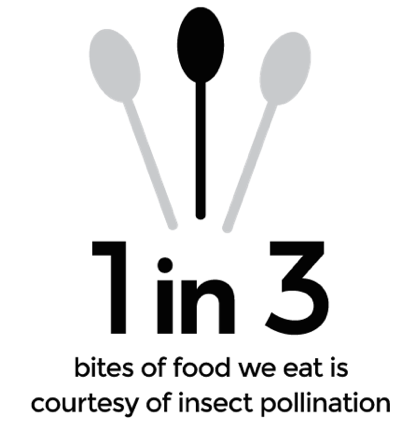 1 in 3
bites of food we eat is
courtesy of insect pollination